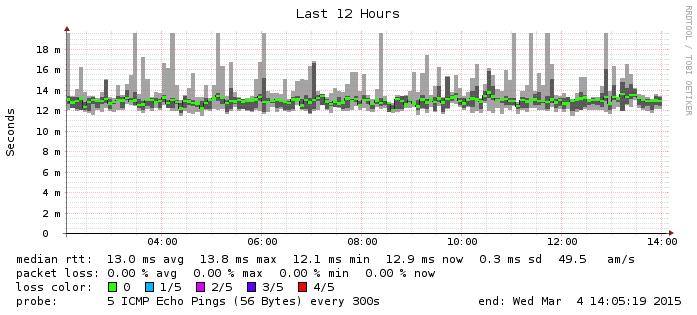 Last 12 Hours
RRDTOOL / TOBI OETIKER
Seconds
18 m
16 m
14 m
12 m
10 m
8 m
6 m
4 m
2 m
0
04:00 06:00 08:00 10:00 12:00 14:00
median rtt: 13.0 ms avg 13.8 ms max 12.1 ms min 12.9 ms now 0.3 ms sd 49.5 am/s
packet loss: 0.00 % avg 0.00 % max 0.00 % min 0.00 % now
loss color: 0 1/5 2/5 3/5 4/5
probe: 5 ICMP Echo Pings (56 Bytes) every 300s end: Wed Mar 4 14:05:19 2015